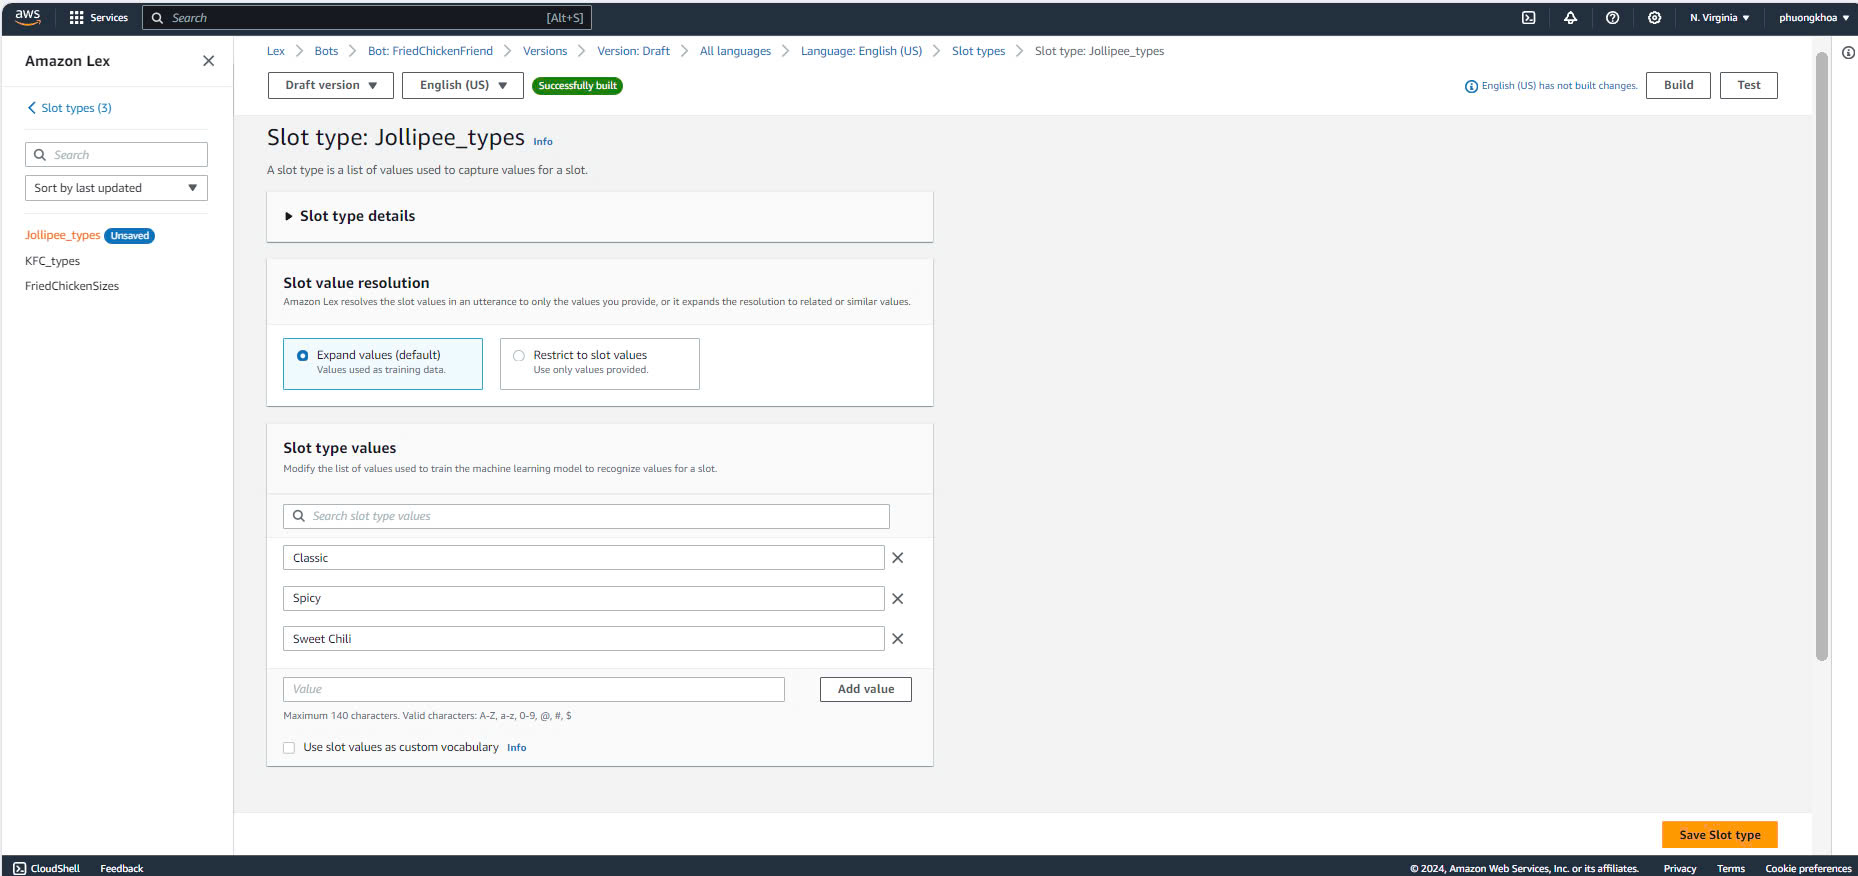 aws Services Search [Alt+S] N. Virginia phuongkhoa
Amazon Lex
Slot types (3)
Search
Sort by last updated
Jollipee_types Unsaved
KFC_types
FriedChickenSizes
Lex Bots Bot: FriedChickenFriend Versions Version: Draft All languages Language: English (US) Slot types Slot type: Jollipee_types
Draft version English (US) Successfully built English (US) has not built changes. Build Test
Slot type: Jollipee_types Info
A slot type is a list of values used to capture values for a slot.
Slot type details
Slot value resolution
Amazon Lex resolves the slot values in an utterance to only the values you provide, or it expands the resolution to related or similar values.
Expand values (default) Restrict to slot values
Values used as training data. Use only values provided.
Slot type values
Modify the list of values used to train the machine learning model to recognize values for a slot.
Search slot type values
Classic
Spicy
Sweet Chili
Value Add value
Maximum 140 characters. Valid characters: A-Z, a-z, 0-9, @, #, $
Use slot values as custom vocabulary Info
Save Slot type
CloudShell Feedback © 2024, Amazon Web Services, Inc. or its affiliates. Privacy Terms Cookie preferences